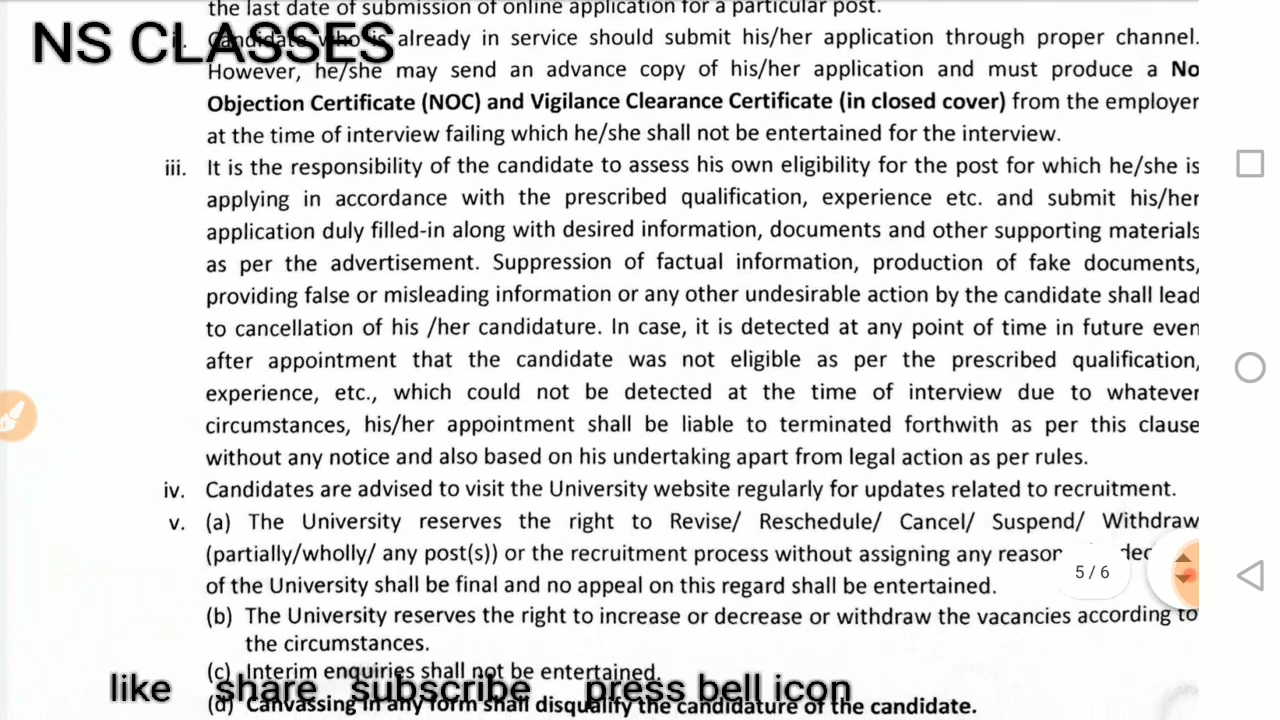 the last date of submission of online application for a particular post.
NS CLASSES
Candidate who is already in service should submit his/her application through proper channel.
However, he/she may send an advance copy of his/her application and must produce a No
Objection Certificate (NOC) and Vigilance Clearance Certificate (in closed cover) from the employer
at the time of interview failing which he/she shall not be entertained for the interview.
iii. It is the responsibility of the candidate to assess his own eligibility for the post for which he/she is
applying in accordance with the prescribed qualification, experience etc. and submit his/her
application duly filled-in along with desired information, documents and other supporting materials
as per the advertisement. Suppression of factual information, production of fake documents,
providing false or misleading information or any other undesirable action by the candidate shall lead
to cancellation of his /her candidature. In case, it is detected at any point of time in future even
after appointment that the candidate was not eligible as per the prescribed qualification,
experience, etc., which could not be detected at the time of interview due to whatever
circumstances, his/her appointment shall be liable to terminated forthwith as per this clause
without any notice and also based on his undertaking apart from legal action as per rules.
iv. Candidates are advised to visit the University website regularly for updates related to recruitment.
v. (a) The University reserves the right to Revise/ Reschedule/ Cancel/ Suspend/ Withdraw
(partially/wholly/ any post(s)) or the recruitment process without assigning any reason
5 / 6
of the University shall be final and no appeal on this regard shall be entertained.
(b) The University reserves the right to increase or decrease or withdraw the vacancies according to
the circumstances.
(c) Interim enquiries shall not be entertained.
like share subscribe press bell icon
(d) Canvassing in any form shall disqualify the candidature of the candidate.